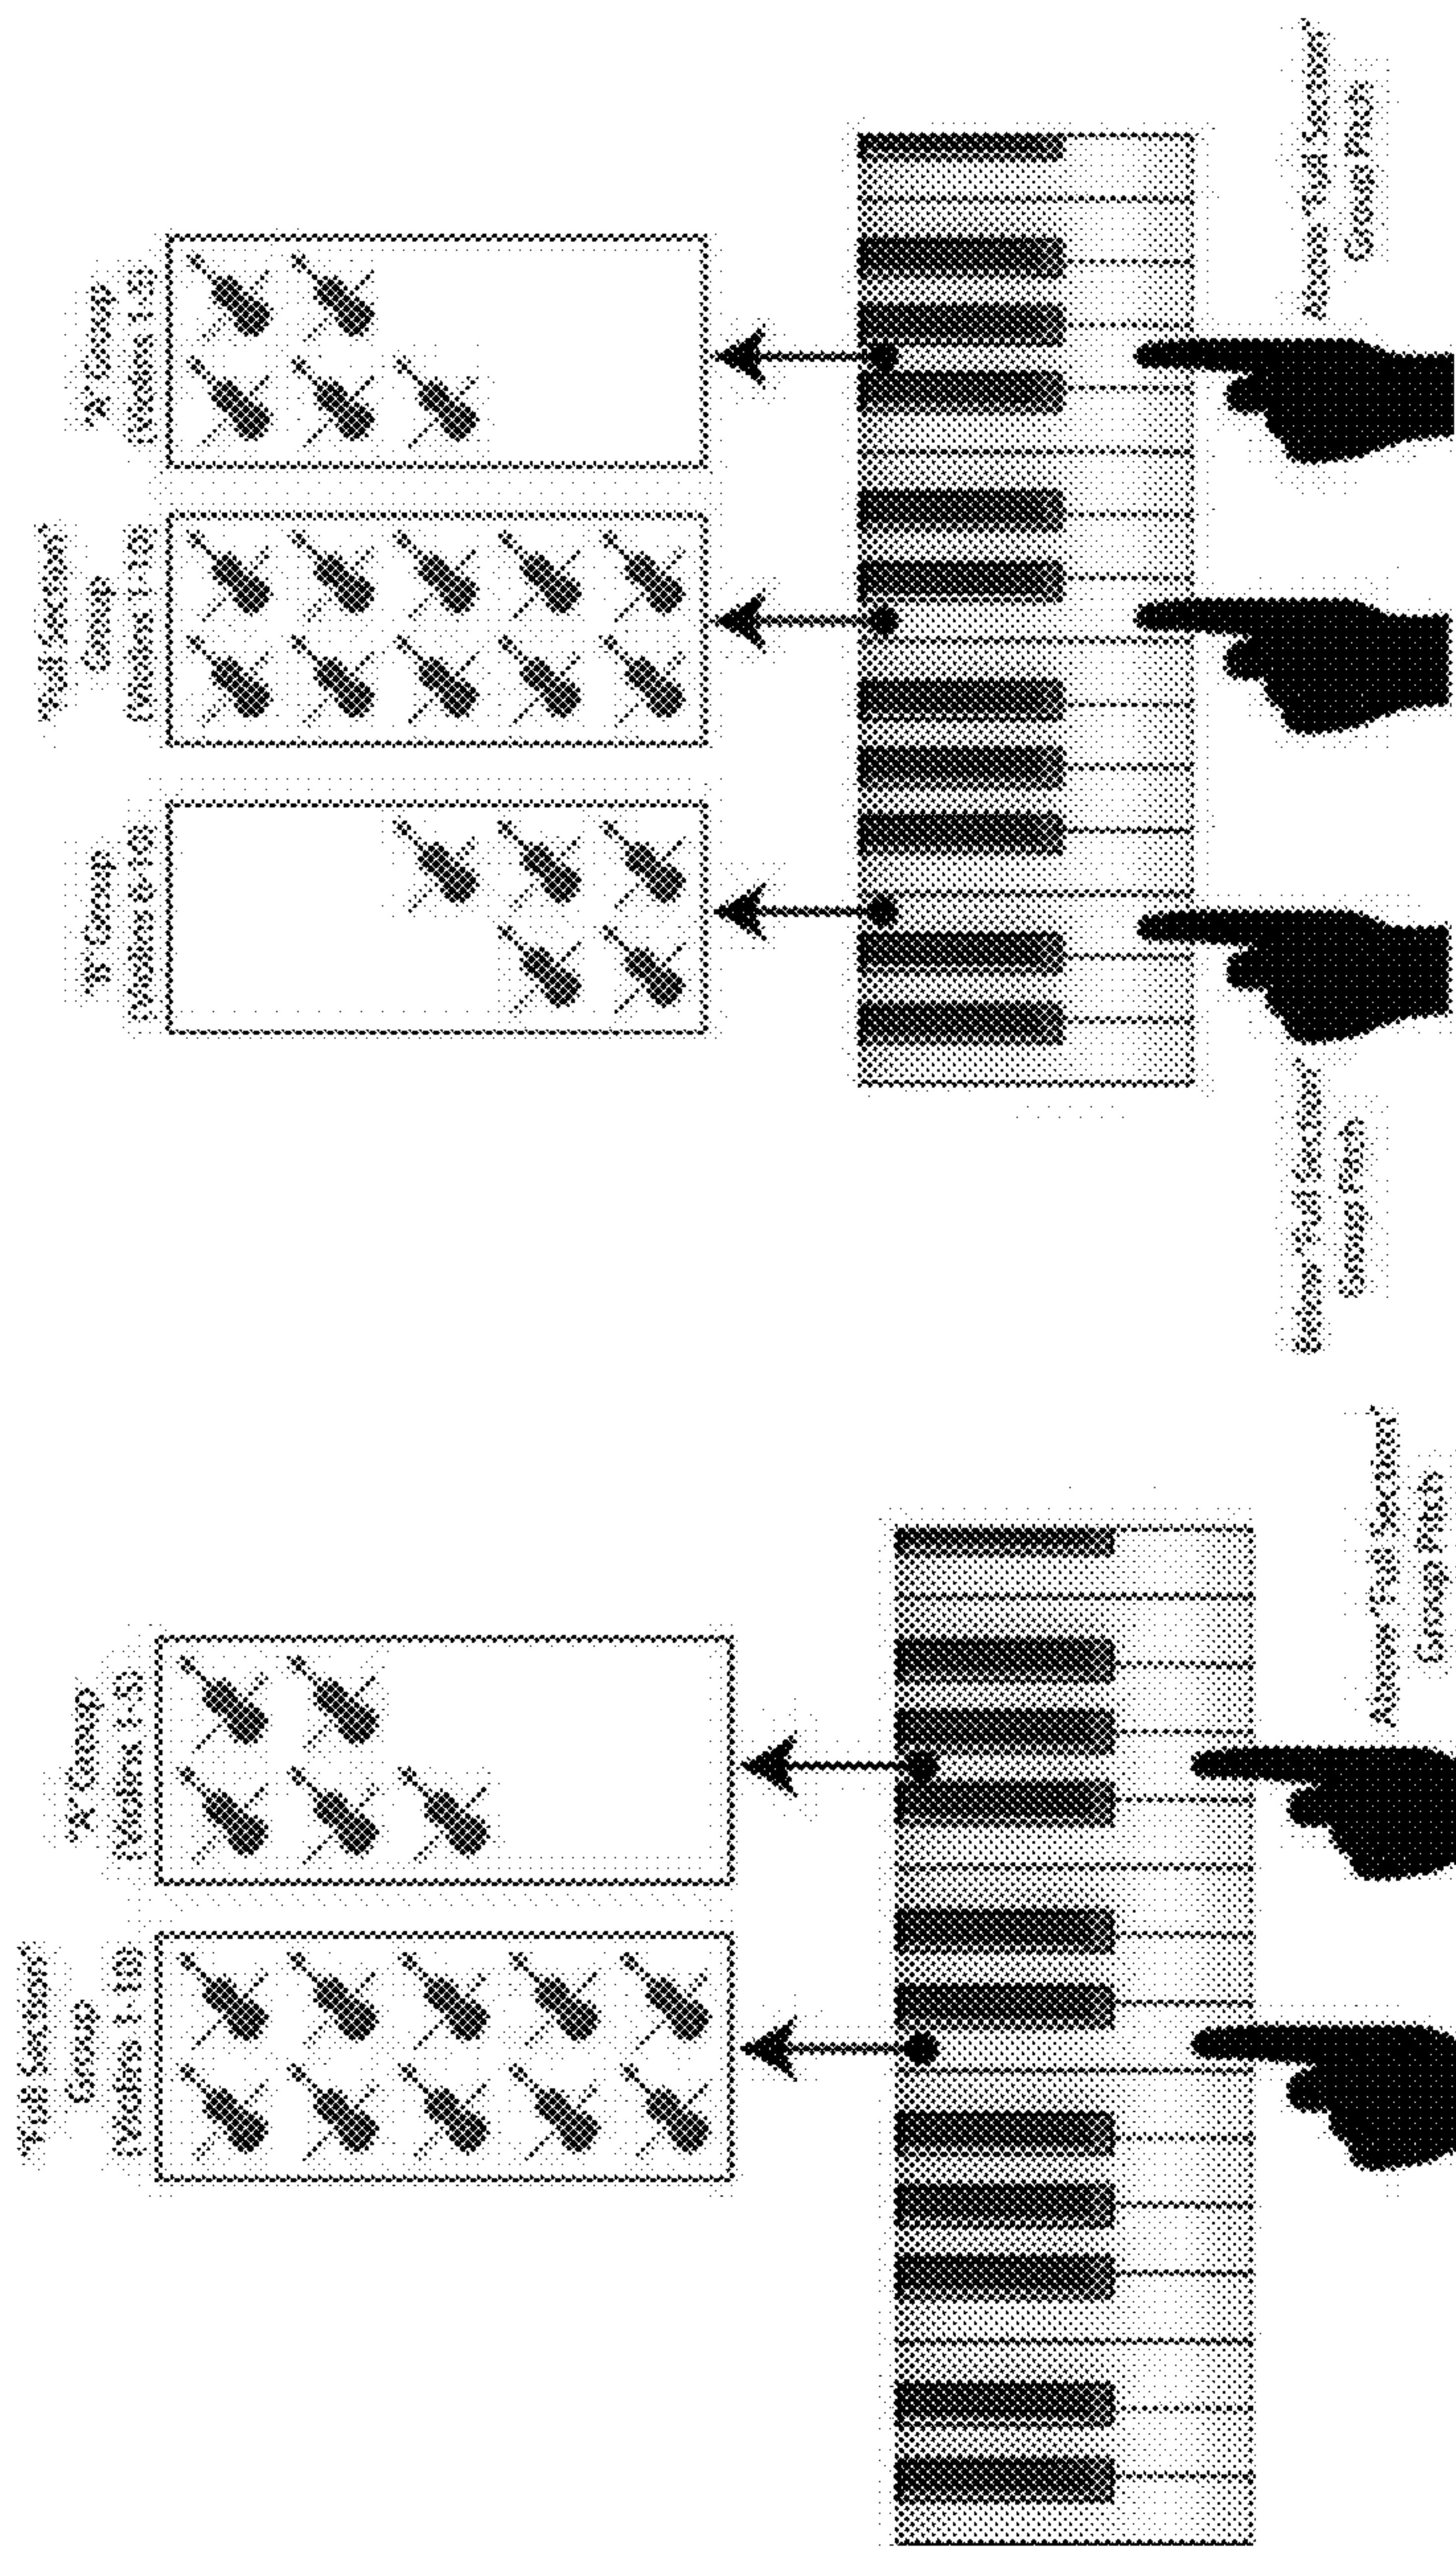 'Full Section'
Group
(Violins 1-10)
'A' Group
(Violins 1-5)
Above 'Full Section'
Group Pitch
'B' Group
(Violins 6-10)
'Full Section'
Group
(Violins 1-10)
'A' Group
(Violins 1-5)
Below 'Full Section'
Group Pitch
Above 'Full Section'
Group Pitch